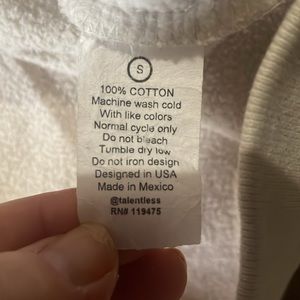 S
100% COTTON
Machine wash cold
With like colors
Normal cycle only
Do not bleach
Tumble dry low
Do not iron design
Designed in USA
Made in Mexico
@talentless
RN# 119475